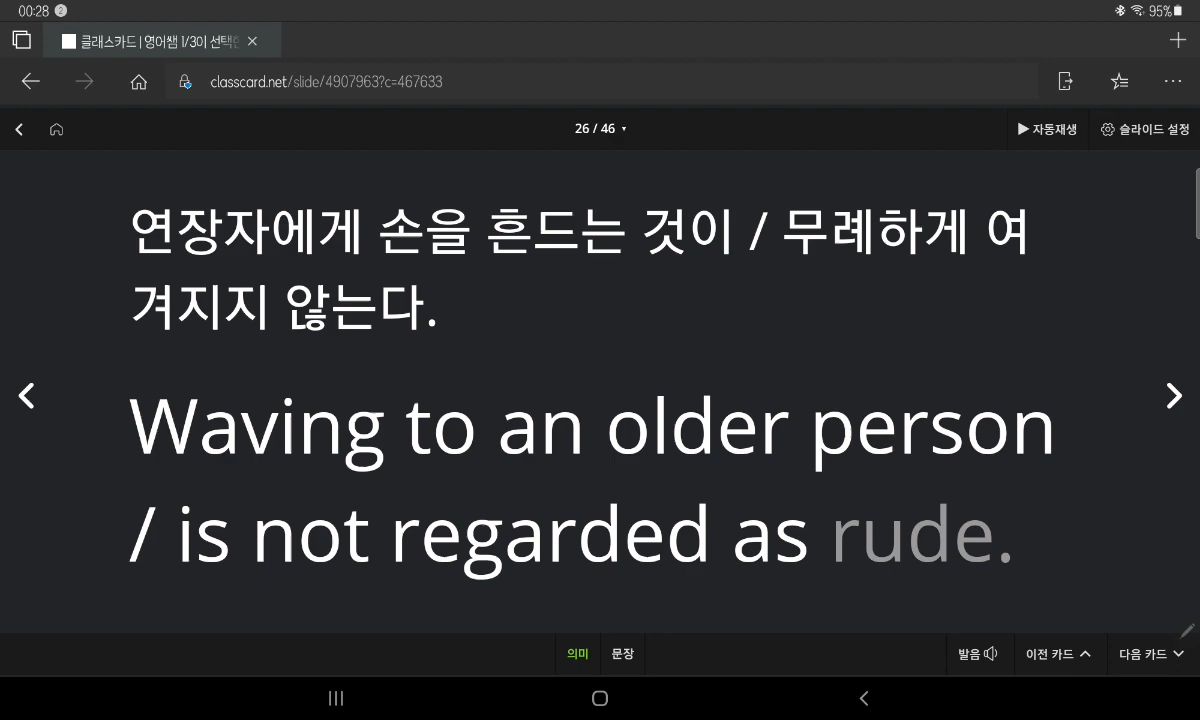 00:28 2 95%
클래스카드 | 영어쌤 1/3이 선택한
classcard.net/slide/4907963?c=467633
26 / 46 자동재생 슬라이드 설정
연장자에게 손을 흔드는 것이 / 무례하게 여
겨지지 않는다.
Waving to an older person
/ is not regarded as rude.
의미 문장 발음 이전 카드 다음 카드